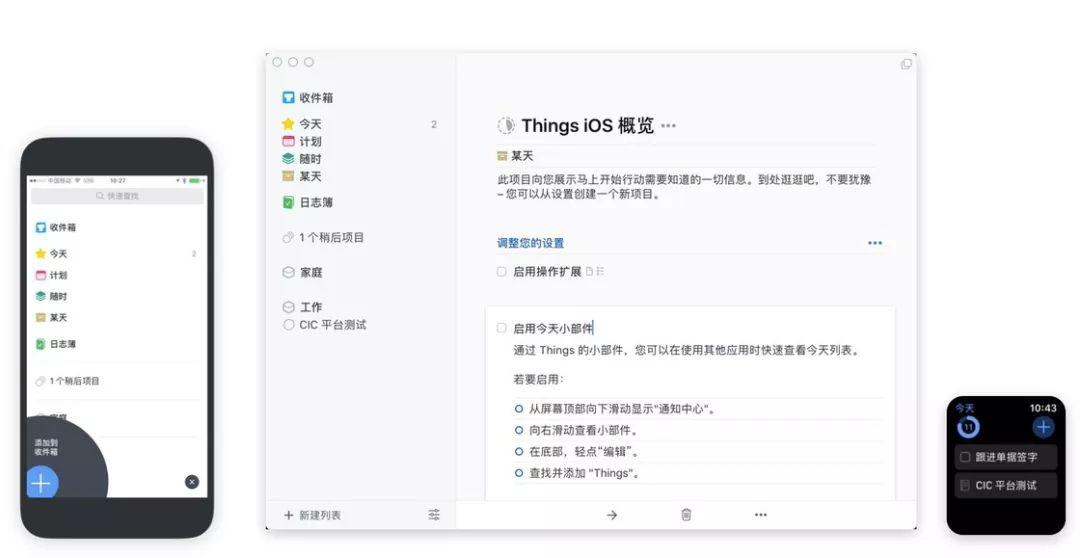 中国移动
10:27
快速查找
收件箱
今天
2
计划
随时
某天
日志簿
1 个稍后项目
家庭
添加到
收件箱
收件箱
今天
2
计划
随时
某天
日志簿
1 个稍后项目
家庭
工作
CIC 平台测试
新建列表
Things iOS 概览
某天
此项目向您展示马上开始行动需要知道的一切信息。到处逛逛吧，不要犹豫
– 您可以从设置创建一个新项目。
调整您的设置
启用操作扩展
启用今天小部件
通过 Things 的小部件，您可以在使用其他应用时快速查看今天列表。
若要启用：
从屏幕顶部向下滑动显示"通知中心"。
向右滑动查看小部件。
在底部，轻点“编辑”。
查找并添加 "Things"。
今天
10:43
11
跟进单据签字
CIC 平台测试